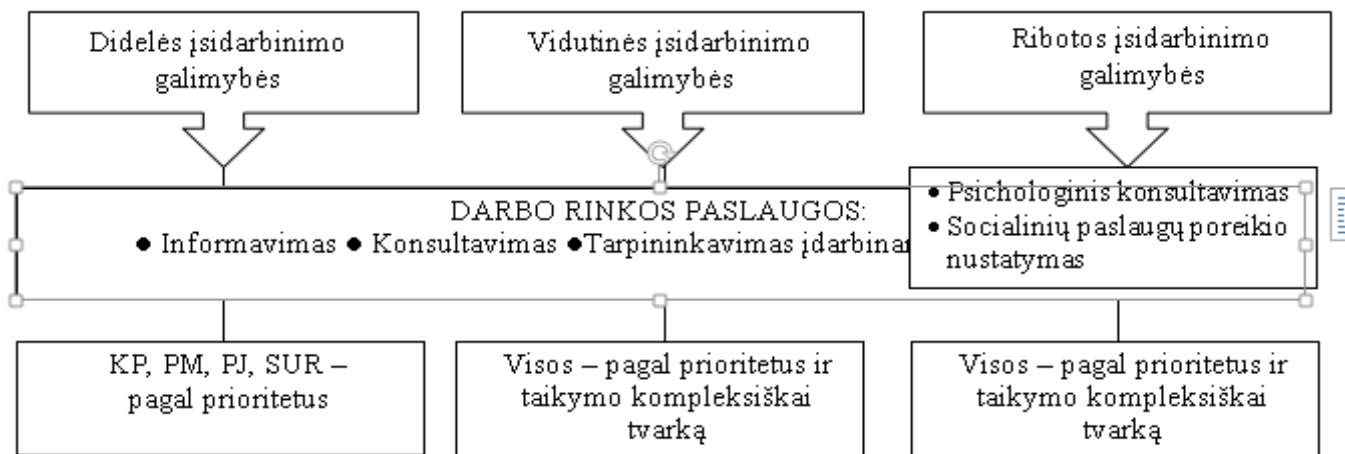 Didelės įsidarbinimo
galimybės
Vidutinės įsidarbinimo
galimybės
Ribotos įsidarbinimo
galimybės
DARBO RINKOS PASLAUGOS:
● Informavimas ● Konsultavimas ●Tarpininkavimas
● Psichologinis konsultavimas
● Socialinių paslaugų poreikio
nustatymas
KP, PM, PJ, SUR –
pagal prioritetus
Visos – pagal prioritetus ir
taikymo kompleksiškai
tvarką
Visos – pagal prioritetus ir
taikymo kompleksiškai
tvarką